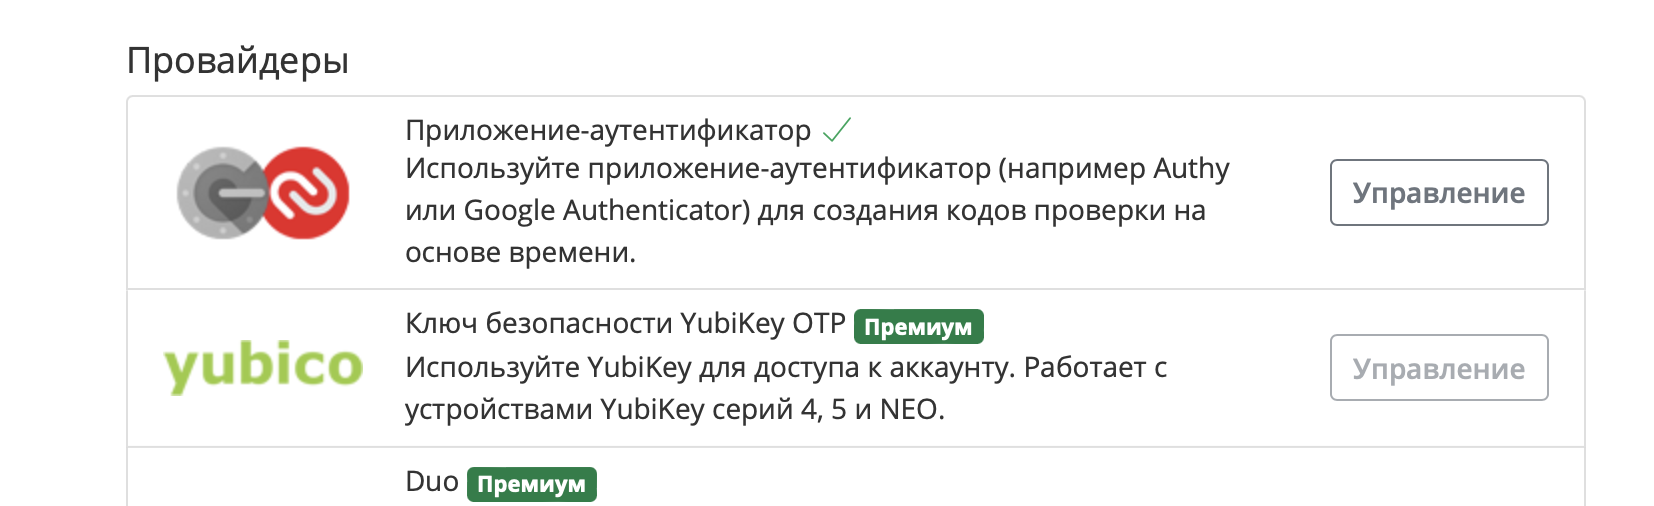 Провайдеры
Приложение-аутентификатор
Используйте приложение-аутентификатор (например Authy
или Google Authenticator) для создания кодов проверки на
основе времени.
Управление
Ключ безопасности YubiKey OTP Премиум
yubico
Используйте YubiKey для доступа к аккаунту. Работает с
устройствами YubiKey серий 4, 5 и NEO.
Управление
Duo Премиум